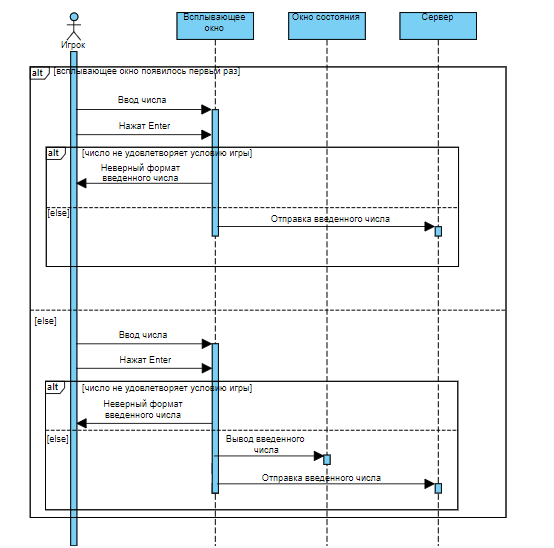 Игрок
Всплывающее
окно
Окно состояния
Сервер
alt
[всплывающее окно появилось первый раз]
Ввод числа
Нажат Enter
alt
[число не удовлетворяет условию игры]
Неверный формат
введенного числа
[else]
Отправка введенного числа
[else]
Ввод числа
Нажат Enter
alt
[число не удовлетворяет условию игры]
Неверный формат
введенного числа
[else]
Вывод введенного
числа
Отправка введенного числа